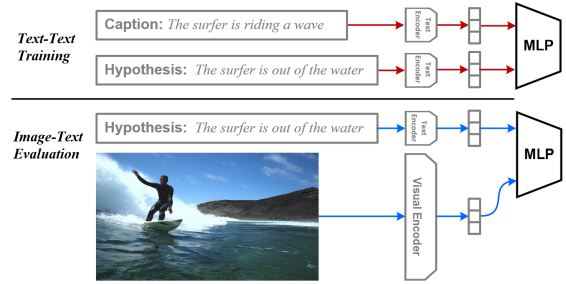 Text-Text
Training
Caption: The surfer is riding a wave
Text
Encoder
MLP
Hypothesis: The surfer is out of the water
Text
Encoder
Image-Text
Evaluation
Hypothesis: The surfer is out of the water
Text
Encoder
MLP
Visual Encoder